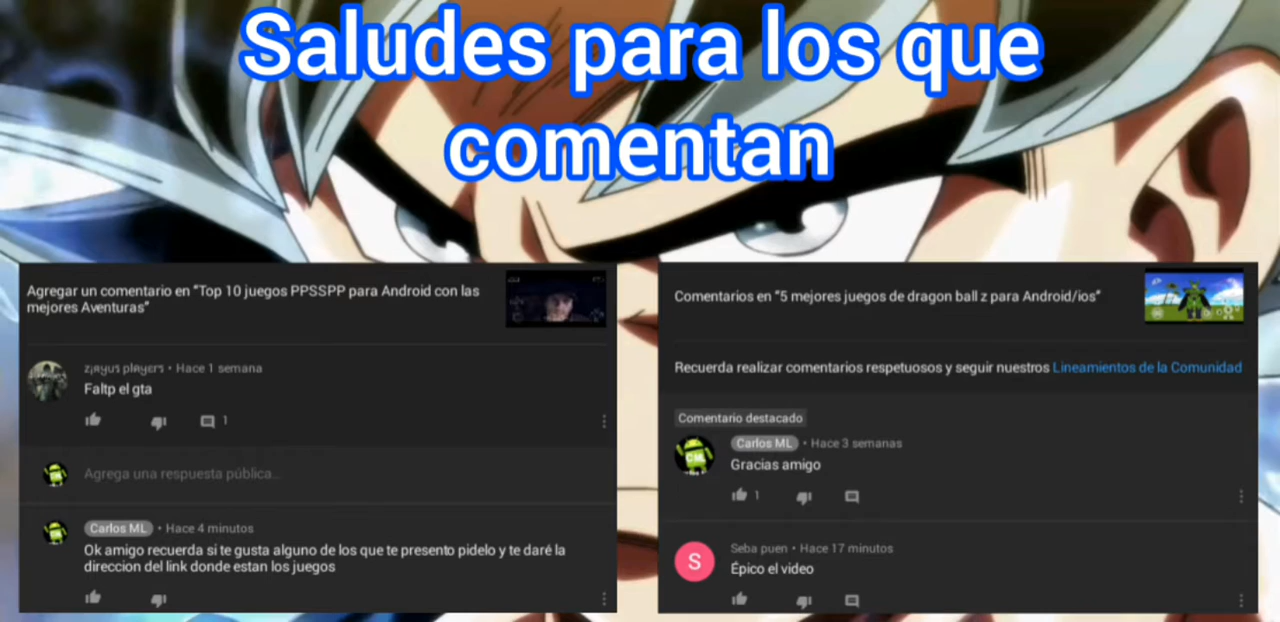 Saludes para los que
comentan
Agregar un comentario en "Top 10 juegos PPSSPP para Android con las
mejores Aventuras"
zjayus players • Hace 1 semana
Faltp el gta
1
Agrega una respuesta pública...
Carlos ML • Hace 4 minutos
Ok amigo recuerda si te gusta alguno de los que te presento pidelo y te daré la
direccion del link donde estan los juegos
Comentarios en "5 mejores juegos de dragon ball z para Android/ios"
Recuerda realizar comentarios respetuosos y seguir nuestros Lineamientos de la Comunidad
Comentario destacado
CM
Carlos ML • Hace 3 semanas
Gracias amigo
1
S
Seba puen • Hace 17 minutos
Épico el video